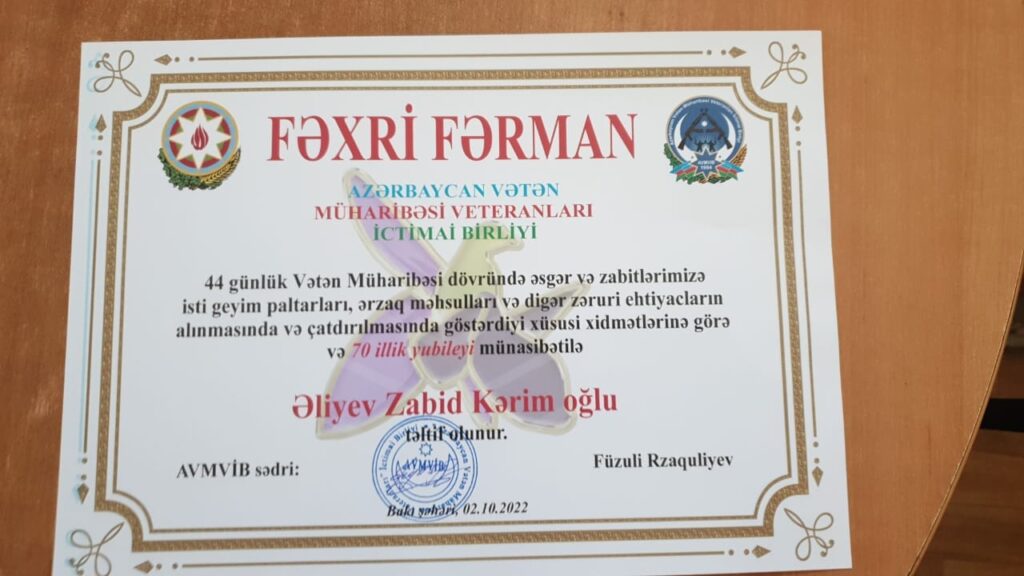 FƏXRİ FƏRMAN
AZƏRBAYCAN VƏTƏN
MÜHARİBƏSİ VETERANLARI
İCTİMAİ BİRLİYİ
44 günlük Vətən Müharibəsi dövründə əsgər və zabitlərimizə
isti geyim paltarları, ərzaq məhsulları və digər zəruri ehtiyacların
alınmasında və çatdırılmasında göstərdiyi xüsusi xidmətlərinə görə
və 70 illik yubileyi münasibətilə
Əliyev Zabid Kərim oğlu
təltif olunur.
AVMVİB sədri:
Füzuli Rzaquliyev
AVMVİB
Bakı şəhəri, 02.10.2022